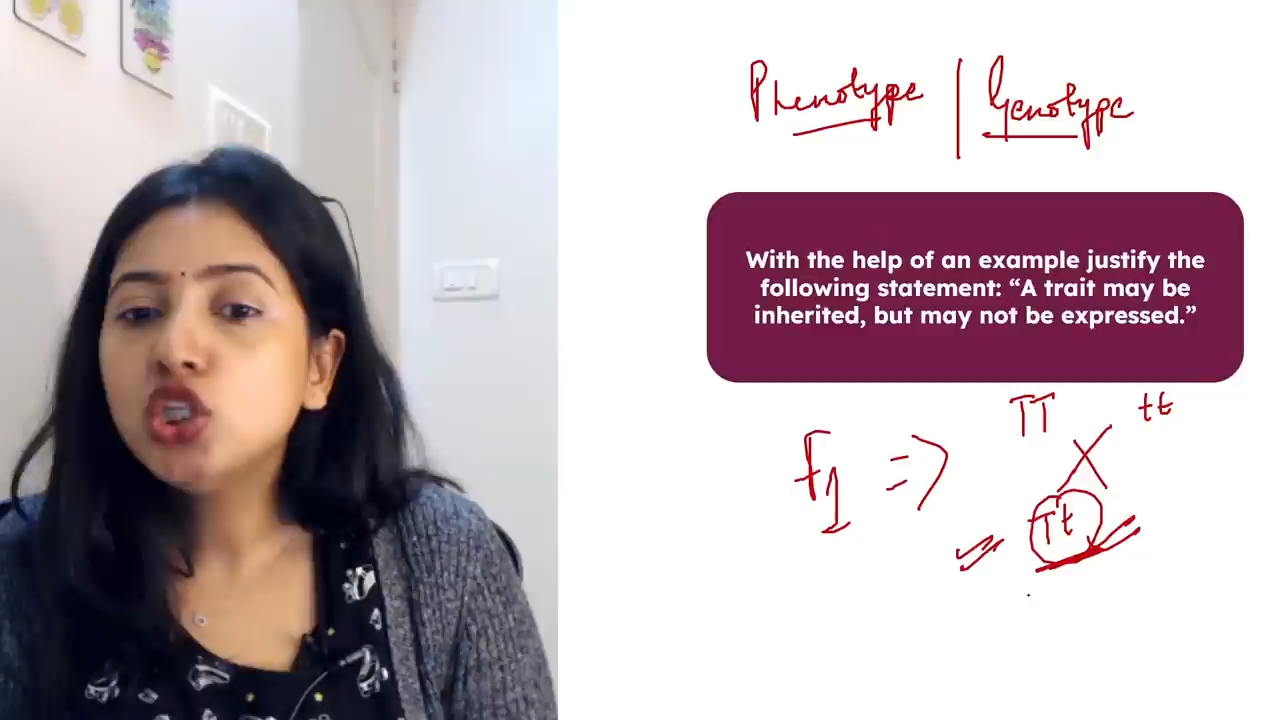 Phenotype | Genotype
With the help of an example justify the
following statement: “A trait may be
inherited, but may not be expressed.”
TT tt
F1 =>
Tt